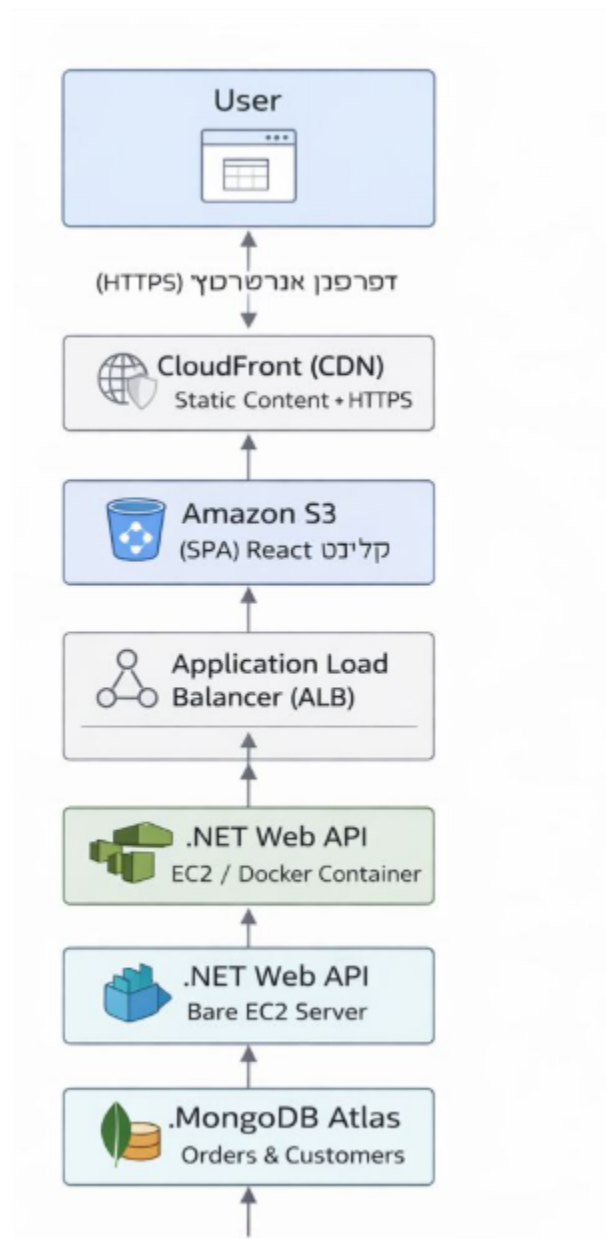 User
דפרפנן אנרטרטץ" (HTTPS)
CloudFront (CDN)
Static Content + HTTPS
Amazon S3
(SPA) React קלינט
Application Load
Balancer (ALB)
.NET Web API
EC2 / Docker Container
.NET Web API
Bare EC2 Server
.MongoDB Atlas
Orders & Customers